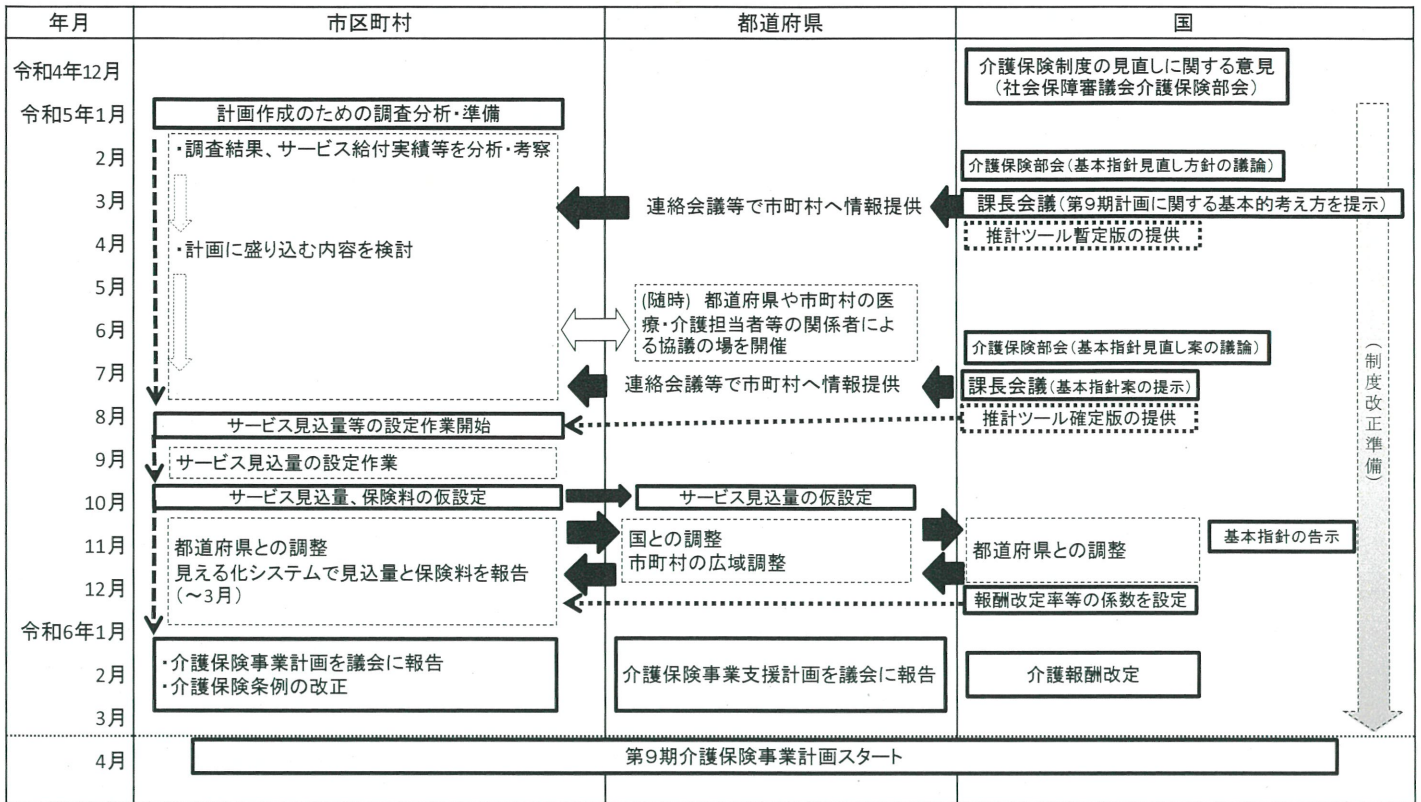 年月
市区町村
都道府県
国
令和4年12月
介護保険制度の見直しに関する意見
(社会保障審議会介護保険部会)
令和5年1月
計画作成のための調査分析・準備
2月
・調査結果、サービス給付実績等を分析・考察
介護保険部会(基本指針見直し方針の議論)
3月
連絡会議等で市町村へ情報提供
課長会議(第9期計画に関する基本的考え方を提示)
4月
・計画に盛り込む内容を検討
推計ツール暫定版の提供
5月
(随時) 都道府県や市町村の医
療・介護担当者等の関係者によ
る協議の場を開催
6月
介護保険部会(基本指針見直し案の議論)
(制度改正準備)
7月
連絡会議等で市町村へ情報提供
課長会議(基本指針案の提示)
8月
サービス見込量等の設定作業開始
推計ツール確定版の提供
9月
サービス見込量の設定作業
10月
サービス見込量、保険料の仮設定
サービス見込量の仮設定
11月
都道府県との調整
見える化システムで見込量と保険料を報告
(～3月)
国との調整
市町村の広域調整
都道府県との調整
基本指針の告示
12月
報酬改定率等の係数を設定
令和6年1月
2月
・介護保険事業計画を議会に報告
・介護保険条例の改正
介護保険事業支援計画を議会に報告
介護報酬改定
3月
4月
第9期介護保険事業計画スタート